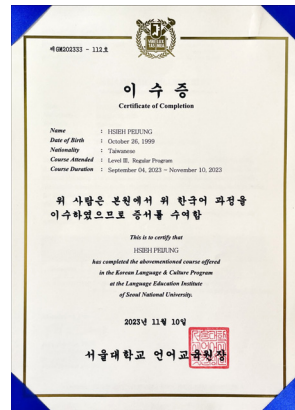 제GM202333 - 112호
이 수 증
Certificate of Completion
Name : HSIEH PEIJUNG
Date of Birth : October 26, 1999
Nationality : Taiwanese
Course Attended : Level Ⅲ, Regular Program
Course Duration : September 04, 2023 ~ November 10, 2023
위 사람은 본원에서 위 한국어 과정을
이수하였으므로 증서를 수여함
This is to certify that
HSIEH PEIJUNG
has completed the abovementioned course offered
in the Korean Language & Culture Program
at the Language Education Institute
of Seoul National University.
2023년 11월 10일
서울대학교 언어교육원장